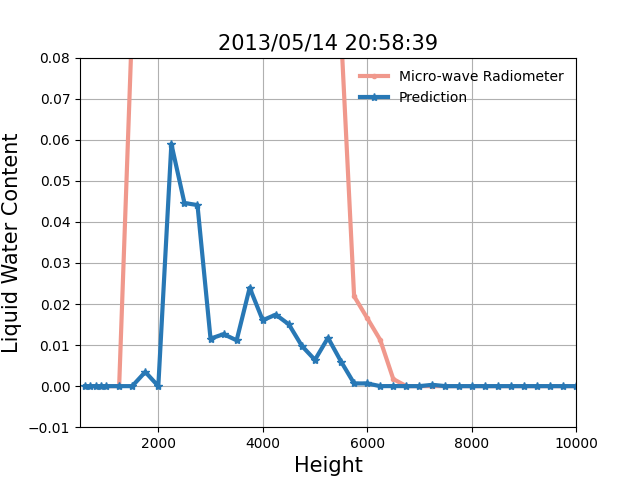 2013/05/14 20:58:39
0.08
0.07
0.06
0.05
0.04
0.03
0.02
0.01
0.00
−0.01
Liquid Water Content
Micro-wave Radiometer
Prediction
2000 4000 6000 8000 10000
Height